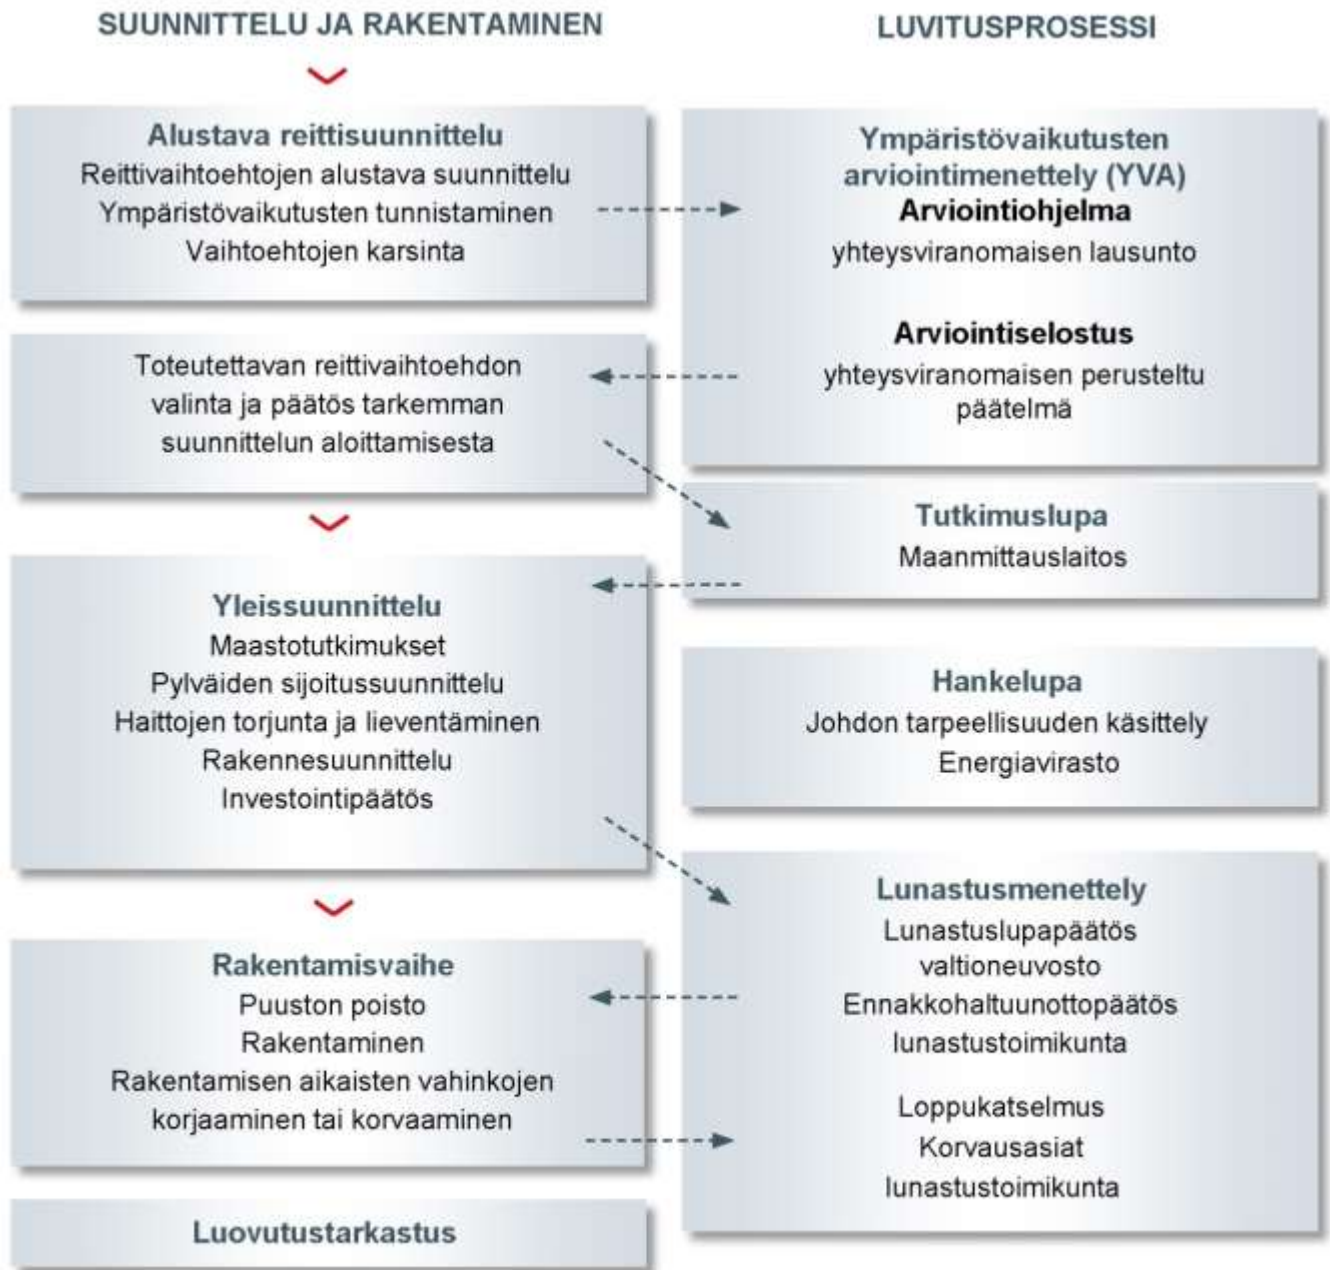 SUUNNITTELU JA RAKENTAMINEN
Alustava reittisuunnittelu
Reittivaihtoehtojen alustava suunnittelu
Ympäristövaikutusten tunnistaminen
Vaihtoehtojen karsinta
Toteutettavan reittivaihtoehdon
valinta ja päätös tarkemman
suunnittelun aloittamisesta
Yleissuunnittelu
Maastotutkimukset
Pylväiden sijoitussuunnittelu
Haittojen torjunta ja lieventäminen
Rakennesuunnittelu
Investointipäätös
Rakentamisvaihe
Puuston poisto
Rakentaminen
Rakentamisen aikaisten vahinkojen
korjaaminen tai korvaaminen
Luovutustarkastus
LUVITUSPROSESSI
Ympäristövaikutusten
arviointimenettely (YVA)
Arviointiohjelma
yhteysviranomaisen lausunto
Arviointiselostus
yhteysviranomaisen perusteltu
päätelmä
Tutkimuslupa
Maanmittauslaitos
Hankelupa
Johdon tarpeellisuuden käsittely
Energiavirasto
Lunastusmenettely
Lunastuslupapäätös
valtioneuvosto
Ennakkohaltuunottopäätös
lunastustoimikunta
Loppukatselmus
Korvausasiat
lunastustoimikunta